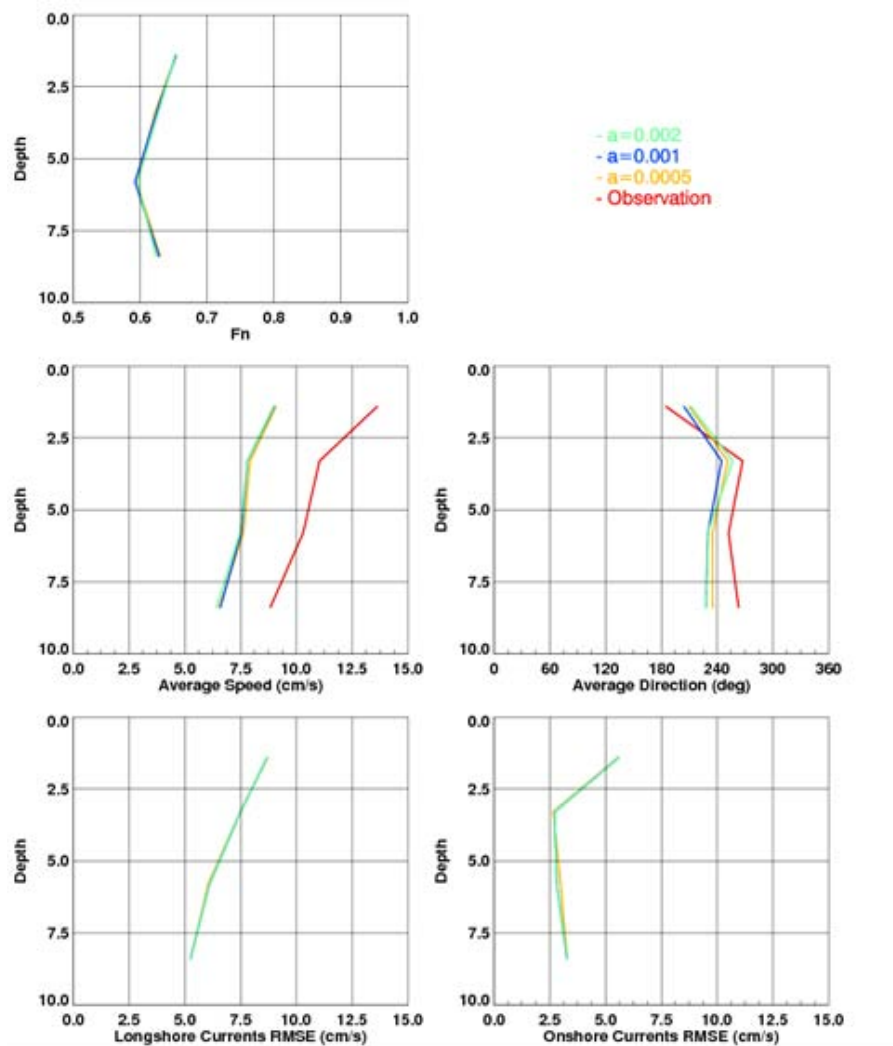 0.0
2.5
5.0
7.5
10.0
Depth
0.5 0.6 0.7 0.8 0.9 1.0
Fn
- a=0.002
- a=0.001
- a=0.0005
- Observation
0.0
2.5
5.0
7.5
10.0
Depth
0.0 2.5 5.0 7.5 10.0 12.5 15.0
Average Speed (cm/s)
0.0
2.5
5.0
7.5
10.0
Depth
0 60 120 180 240 300 360
Average Direction (deg)
0.0
2.5
5.0
7.5
10.0
Depth
0.0 2.5 5.0 7.5 10.0 12.5 15.0
Longshore Currents RMSE (cm/s)
0.0
2.5
5.0
7.5
10.0
Depth
0.0 2.5 5.0 7.5 10.0 12.5 15.0
Onshore Currents RMSE (cm/s)